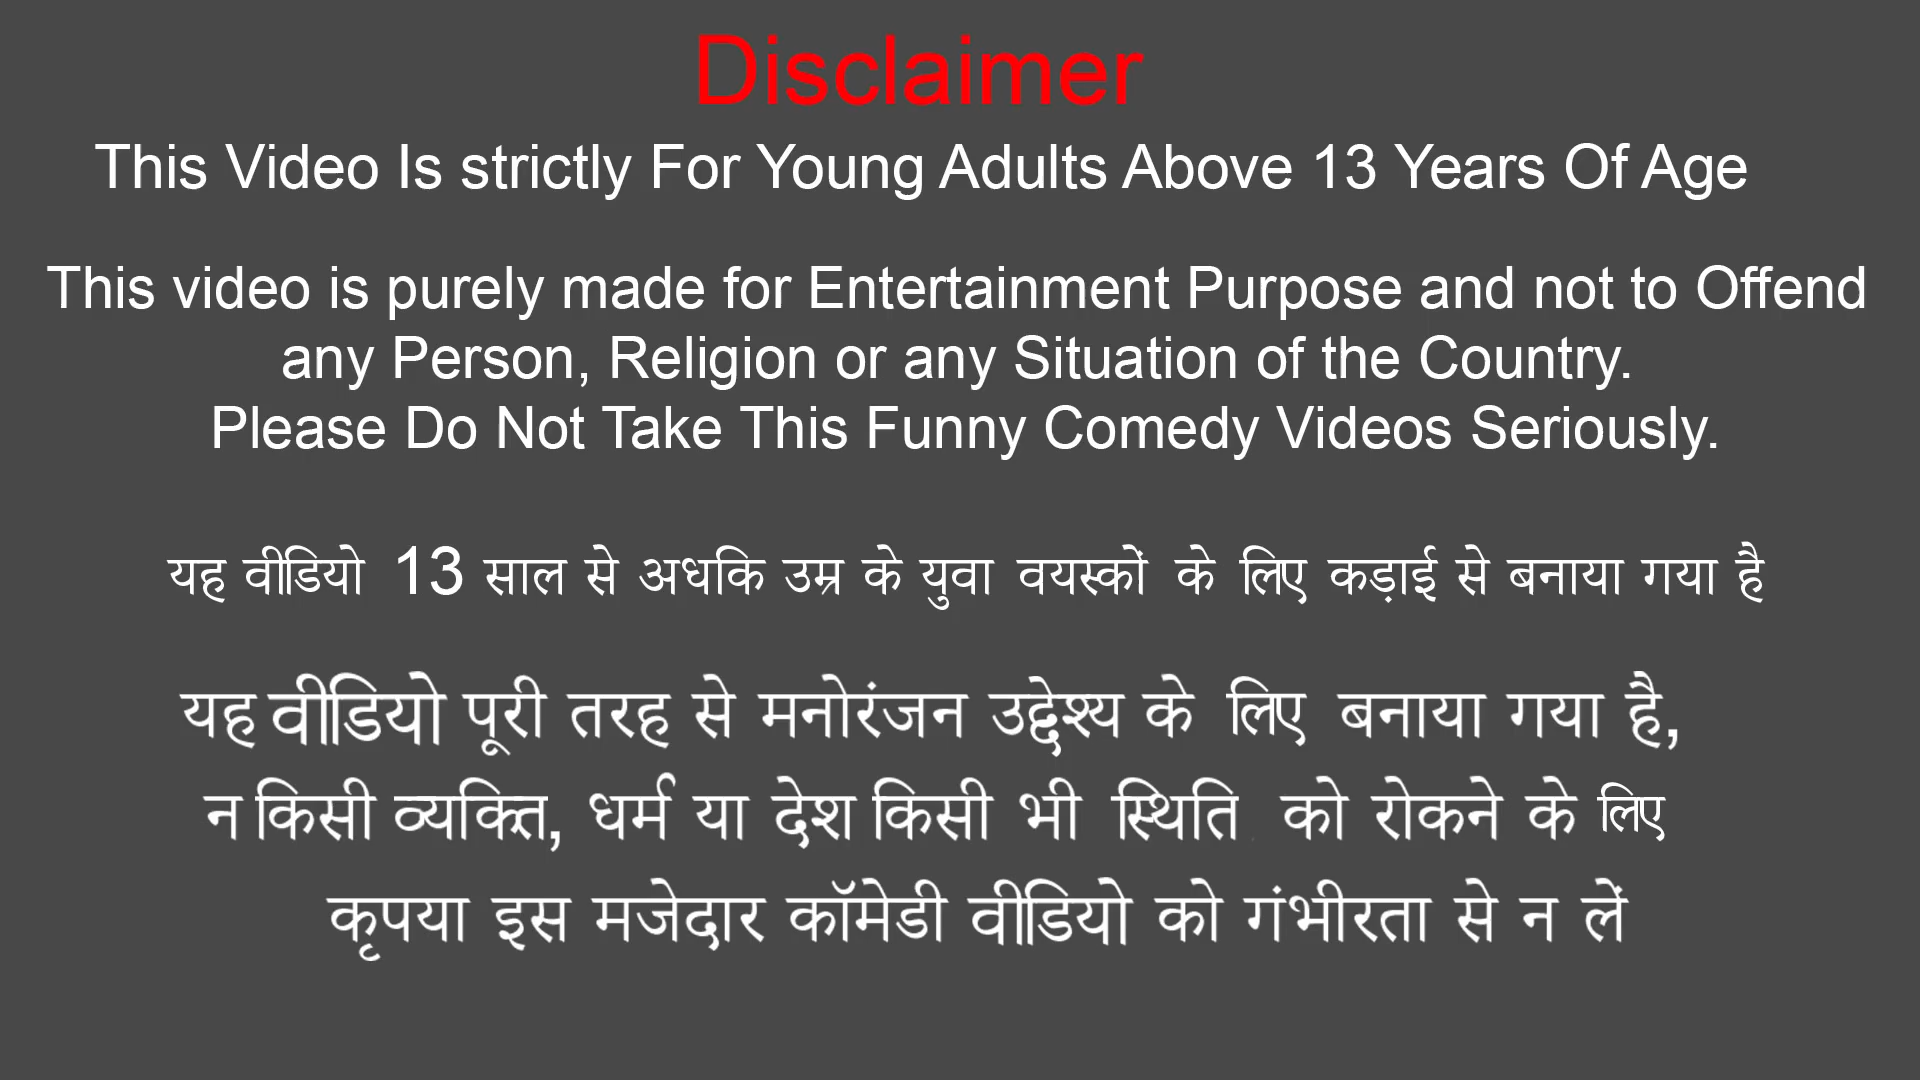 Disclaimer
This Video Is strictly For Young Adults Above 13 Years Of Age
This video is purely made for Entertainment Purpose and not to Offend
any Person, Religion or any Situation of the Country.
Please Do Not Take This Funny Comedy Videos Seriously.
यह वीडियो 13 साल से अधकि उम्र के युवा वयस्कों के लिए कड़ाई से बनाया गया है
यह वीडियो पूरी तरह से मनोरंजन उद्देश्य के लिए बनाया गया है,
न किसी व्यक्ति, धर्म या देश किसी भी स्थिति को रोकने के लिए
कृपया इस मजेदार कॉमेडी वीडियो को गंभीरता से न लें